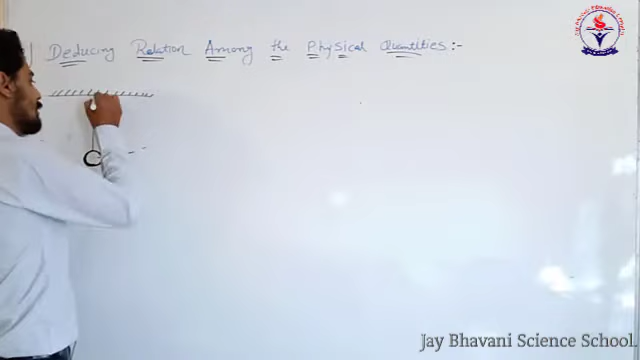 Deducing Relation Among the Physical Quantities :-
Jay Bhavani Science School.